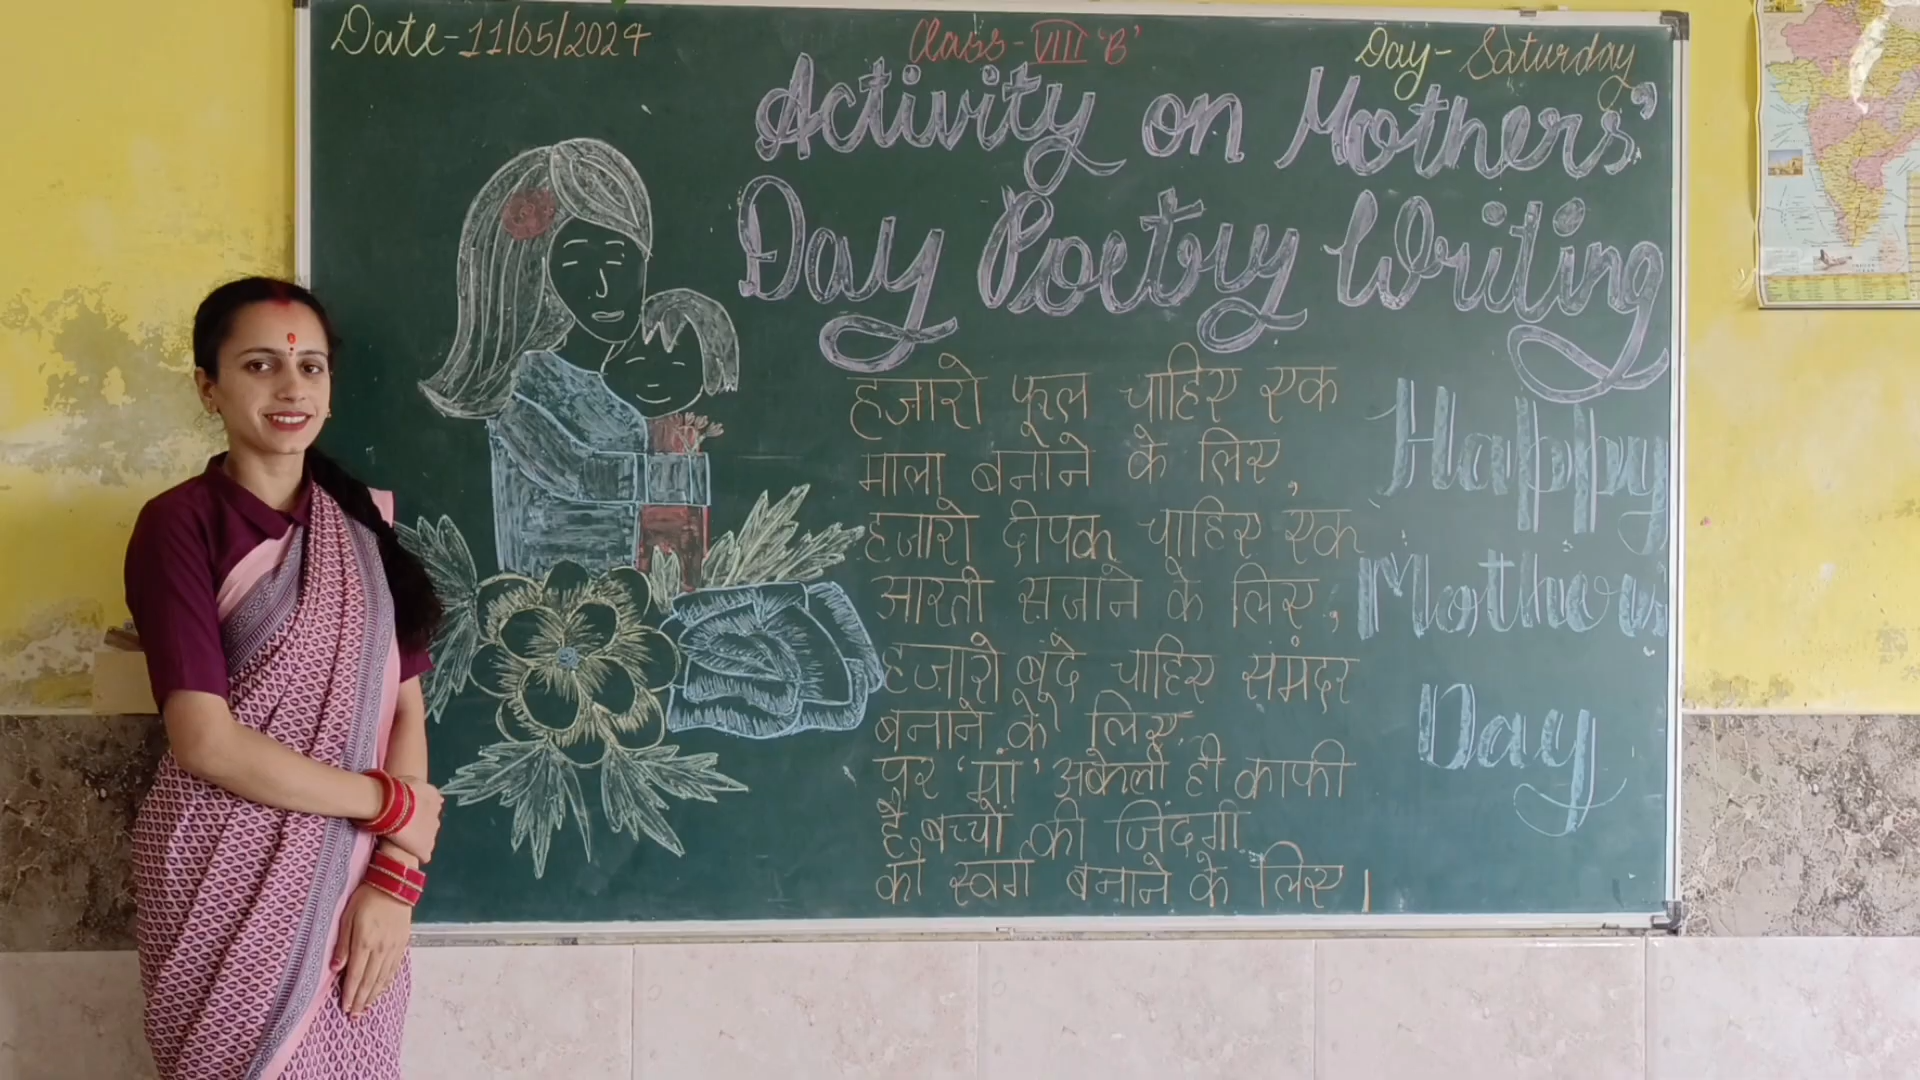 Date-11/05/2024
Class-VIII 'B'
Day- Saturday
Activity on Mothers'
Day Poetry Writing
हजारो फूल चाहिए एक
माला बनाने के लिए,
हजारो दीपक चाहिए एक
आरती सजाने के लिए,
हजारो बूंदे चाहिए समंदर
बनाने के लिए,
पर 'मां' अकेली ही काफी
है बच्चों की जिंदगी
को स्वर्ग बनाने के लिए।
Happy
Mothers
Day